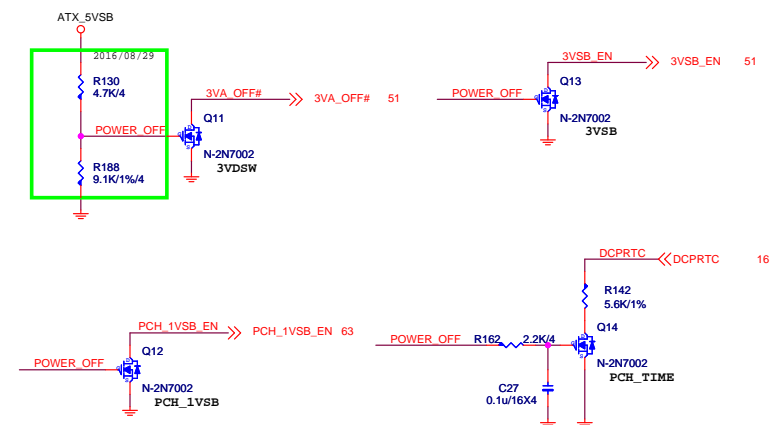 ATX_5VSB
2016/08/29
R130
4.7K/4
POWER_OFF
R188
9.1K/1%/4
3VA_OFF#
3VA_OFF# 51
Q11
N-2N7002
3VDSW
3VSB_EN
3VSB_EN 51
POWER_OFF
Q13
N-2N7002
3VSB
PCH_1VSB_EN
PCH_1VSB_EN 63
POWER_OFF
Q12
N-2N7002
PCH_1VSB
DCPRTC
DCPRTC 16
R142
5.6K/1%
POWER_OFF
R162 2.2K/4
Q14
N-2N7002
PCH_TIME
C27
0.1u/16X4